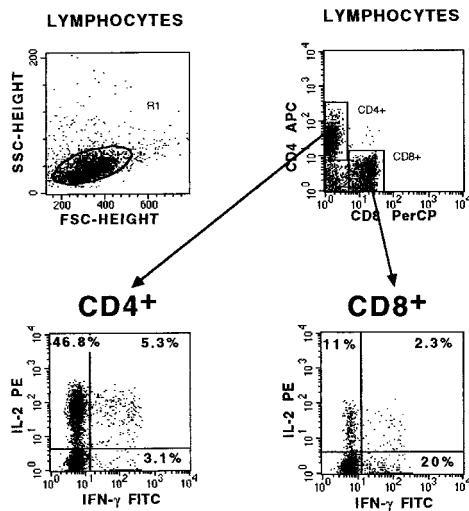 LYMPHOCYTES
SSC-HEIGHT
200
0
R1
200 400 600
FSC-HEIGHT
LYMPHOCYTES
CD4 APC
10⁴
10³
10²
10¹
10⁰
CD4+
CD8+
10⁰ 10¹ 10² 10³ 10⁴
CD8 PerCP
CD4+
IL-2 PE
10⁴
10³
10²
10¹
10⁰
46.8% 5.3%
3.1%
10⁰ 10¹ 10² 10³ 10⁴
IFN-γ FITC
CD8+
IL-2 PE
10⁴
10³
10²
10¹
10⁰
11% 2.3%
20%
10⁰ 10¹ 10² 10³ 10⁴
IFN-γ FITC